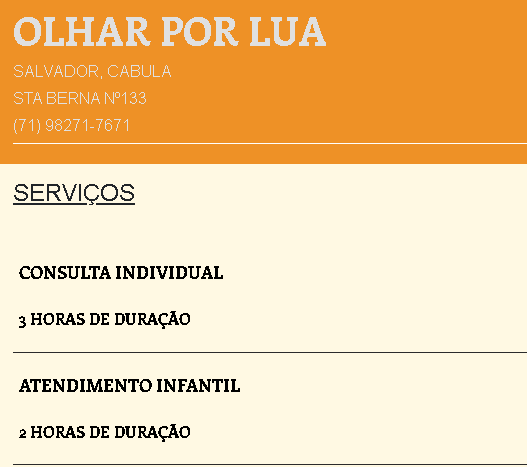 OLHAR POR LUA
SALVADOR, CABULA
STA BERNA Nº133
(71) 98271-7671
SERVIÇOS
CONSULTA INDIVIDUAL
3 HORAS DE DURAÇÃO
ATENDIMENTO INFANTIL
2 HORAS DE DURAÇÃO